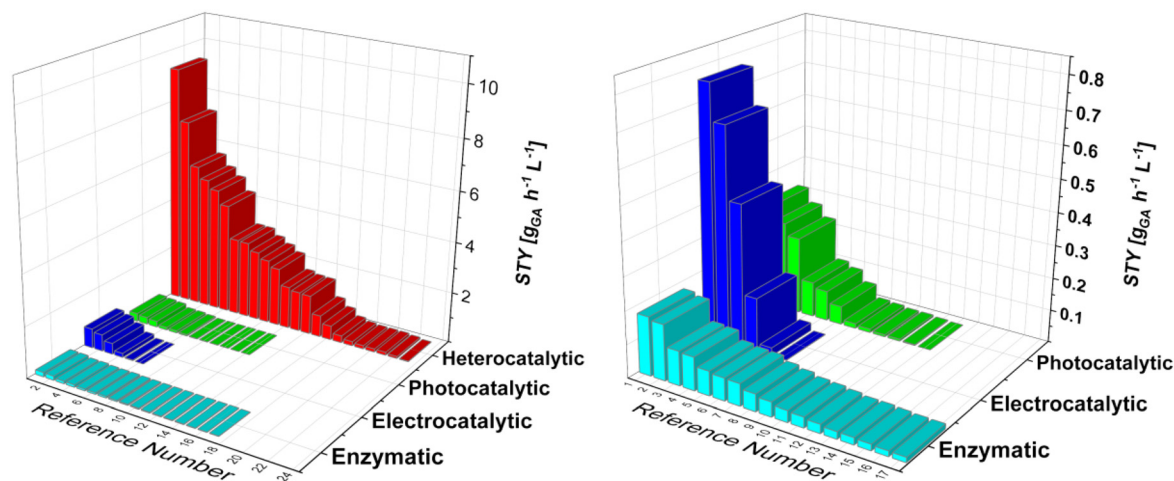 10
8
6
4
2
STY [gGA h-1 L-1]
Heterocatalytic
Photocatalytic
Electrocatalytic
Enzymatic
2 4 6 8 10 12 14 16 18 20 22 24
Reference Number
0.8
0.7
0.6
0.5
0.4
0.3
0.2
0.1
STY [gGA h-1 L-1]
Photocatalytic
Electrocatalytic
Enzymatic
1 2 3 4 5 6 7 8 9 10 11 12 13 14 15 16 17
Reference Number